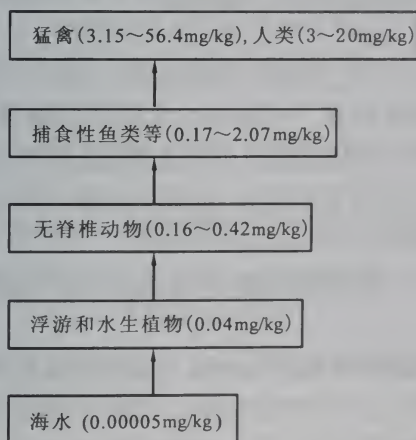 猛禽(3.15～56.4mg/kg),人类(3～20mg/kg)
捕食性鱼类等(0.17～2.07mg/kg)
无脊椎动物(0.16～0.42mg/kg)
浮游和水生植物(0.04mg/kg)
海水 (0.00005mg/kg)